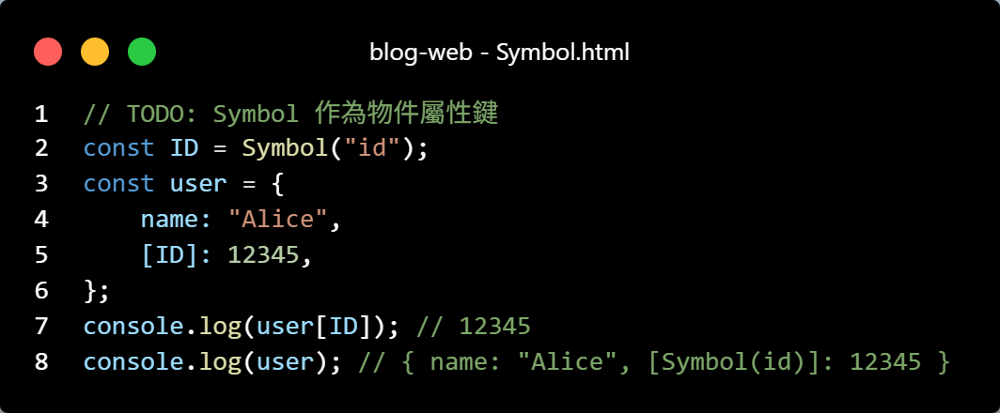 blog-web - Symbol.html
1 // TODO: Symbol 作為物件屬性鍵
2 const ID = Symbol("id");
3 const user = {
4     name: "Alice",
5     [ID]: 12345,
6 };
7 console.log(user[ID]); // 12345
8 console.log(user); // { name: "Alice", [Symbol(id)]: 12345 }